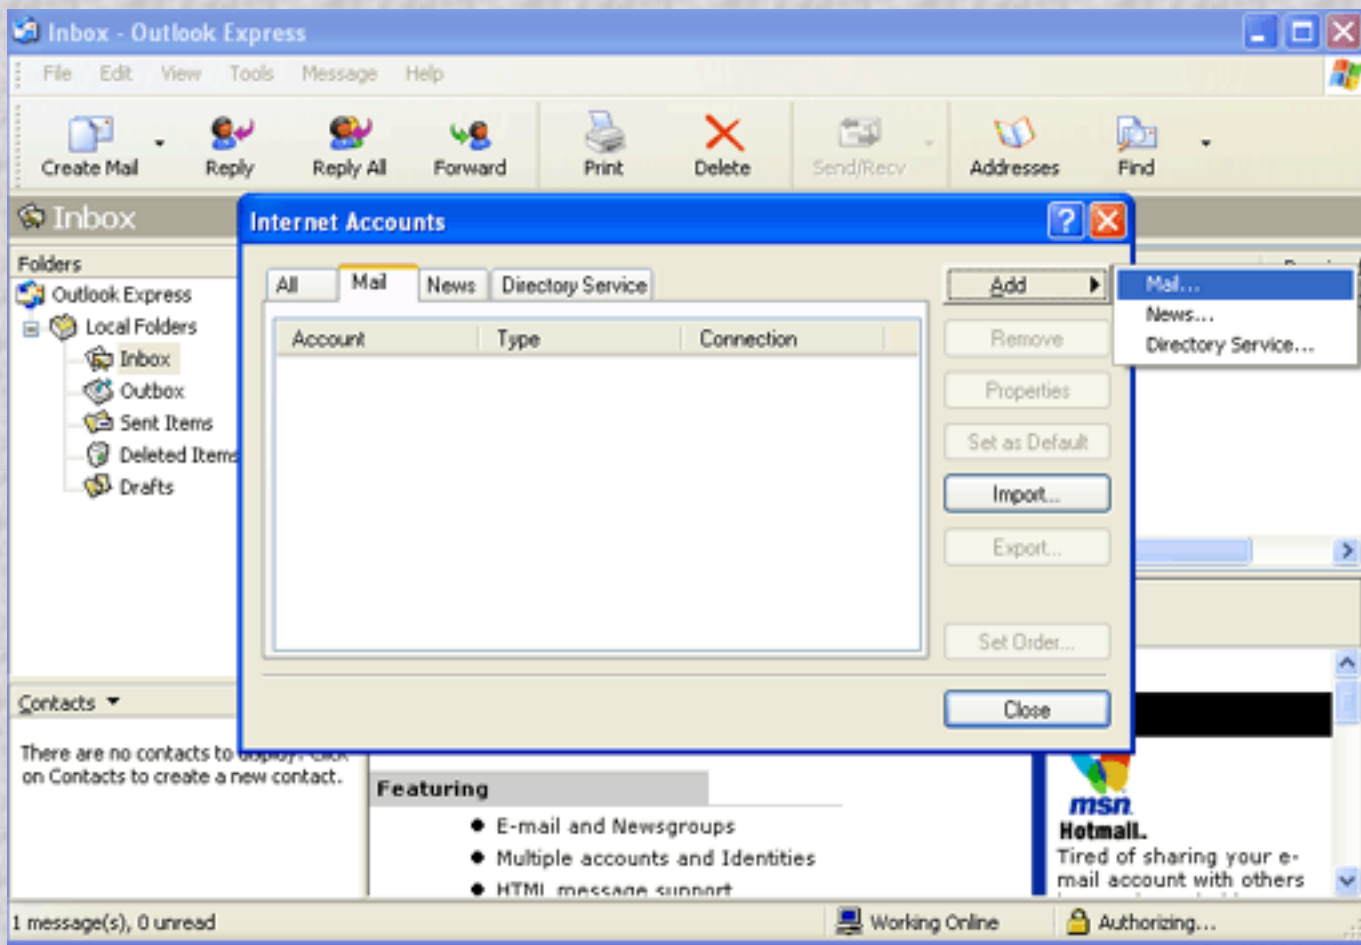 Inbox - Outlook Express
File Edit View Tools Message Help
Create Mail Reply Reply All Forward Print Delete Send/Recv Addresses Find
Inbox
Internet Accounts
Folders
Outlook Express
Local Folders
Inbox
Outbox
Sent Items
Deleted Items
Drafts
All Mail News Directory Service
Account Type Connection
Add
Remove
Properties
Set as Default
Import...
Export...
Set Order...
Close
Mail...
News...
Directory Service...
Contacts
There are no contacts to display. Click
on Contacts to create a new contact.
Featuring
E-mail and Newsgroups
Multiple accounts and Identities
HTML message support
msn
Hotmail.
Tired of sharing your e-
mail account with others
1 message(s), 0 unread
Working Online
Authorizing...